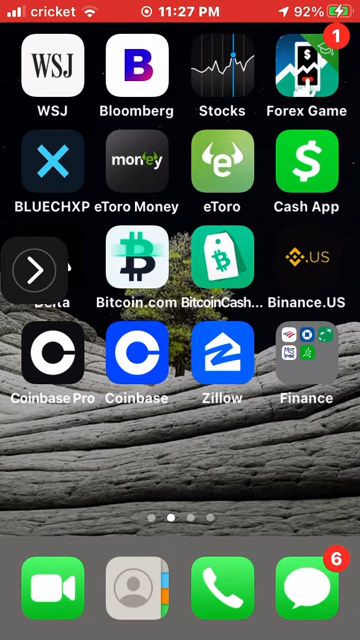 cricket 11:27 PM 92%
1
WSJ B
WSJ Bloomberg Stocks Forex Game
money e $
BLUECHXP eToro Money eToro Cash App
.US
Delta Bitcoin.com BitcoinCash... Binance.US
Coinbase Pro Coinbase Zillow Finance
6